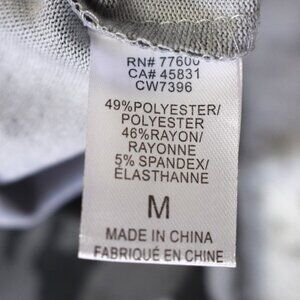 RN# 77600
CA# 45831
CW7396
49%POLYESTER/
POLYESTER
46%RAYON/
RAYONNE
5% SPANDEX/
ÉLASTHANNE
M
MADE IN CHINA
FABRIQUÉ EN CHINE